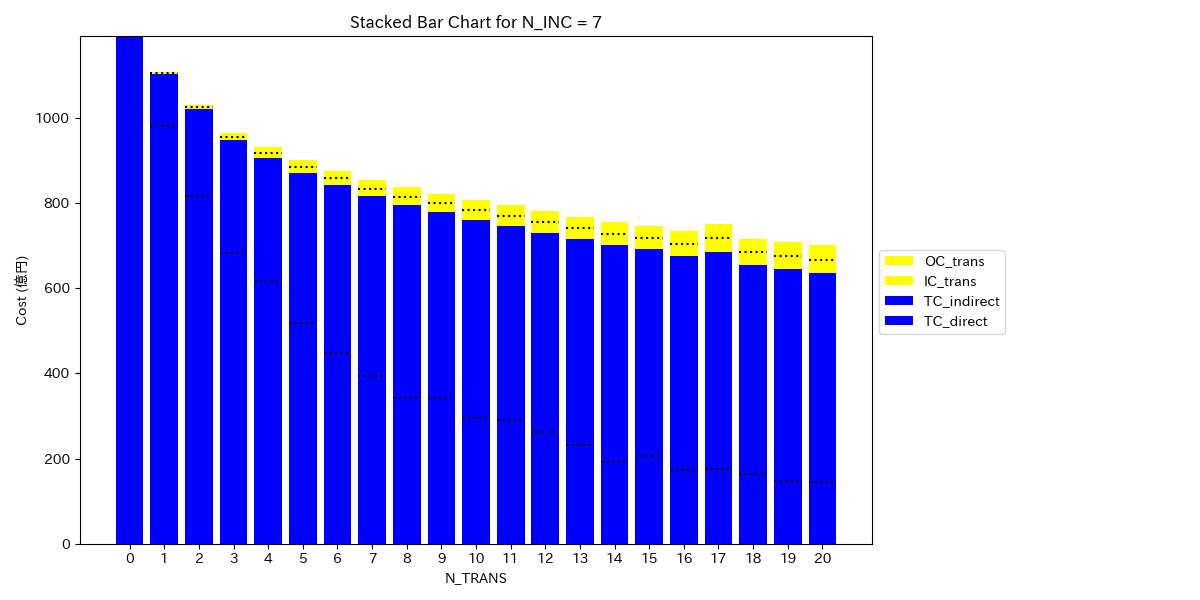 Stacked Bar Chart for N_INC = 7
Cost (億円)
1000
800
600
400
200
0
0 1 2 3 4 5 6 7 8 9 10 11 12 13 14 15 16 17 18 19 20
N_TRANS
OC_trans
IC_trans
TC_indirect
TC_direct